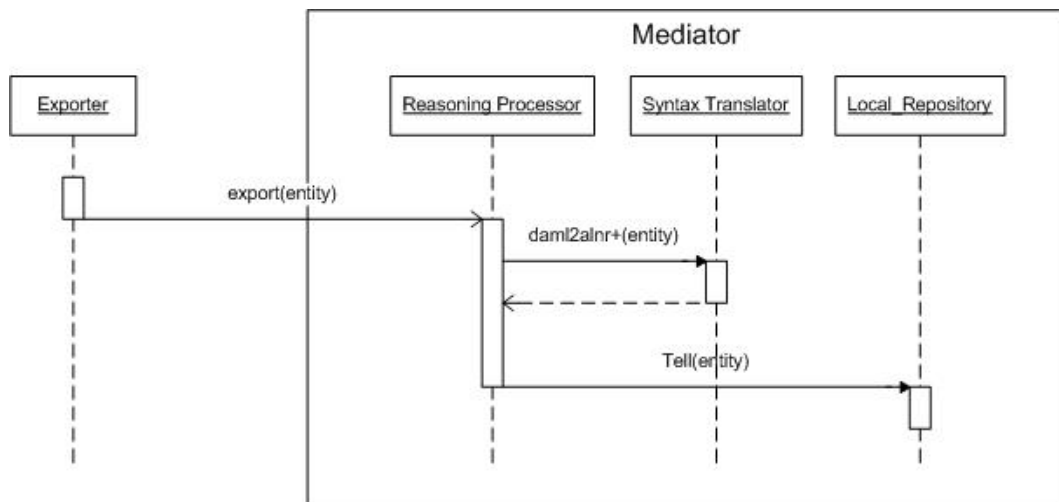 Mediator
Exporter
Reasoning Processor
Syntax Translator
Local_Repository
export(entity)
daml2alnr+(entity)
Tell(entity)